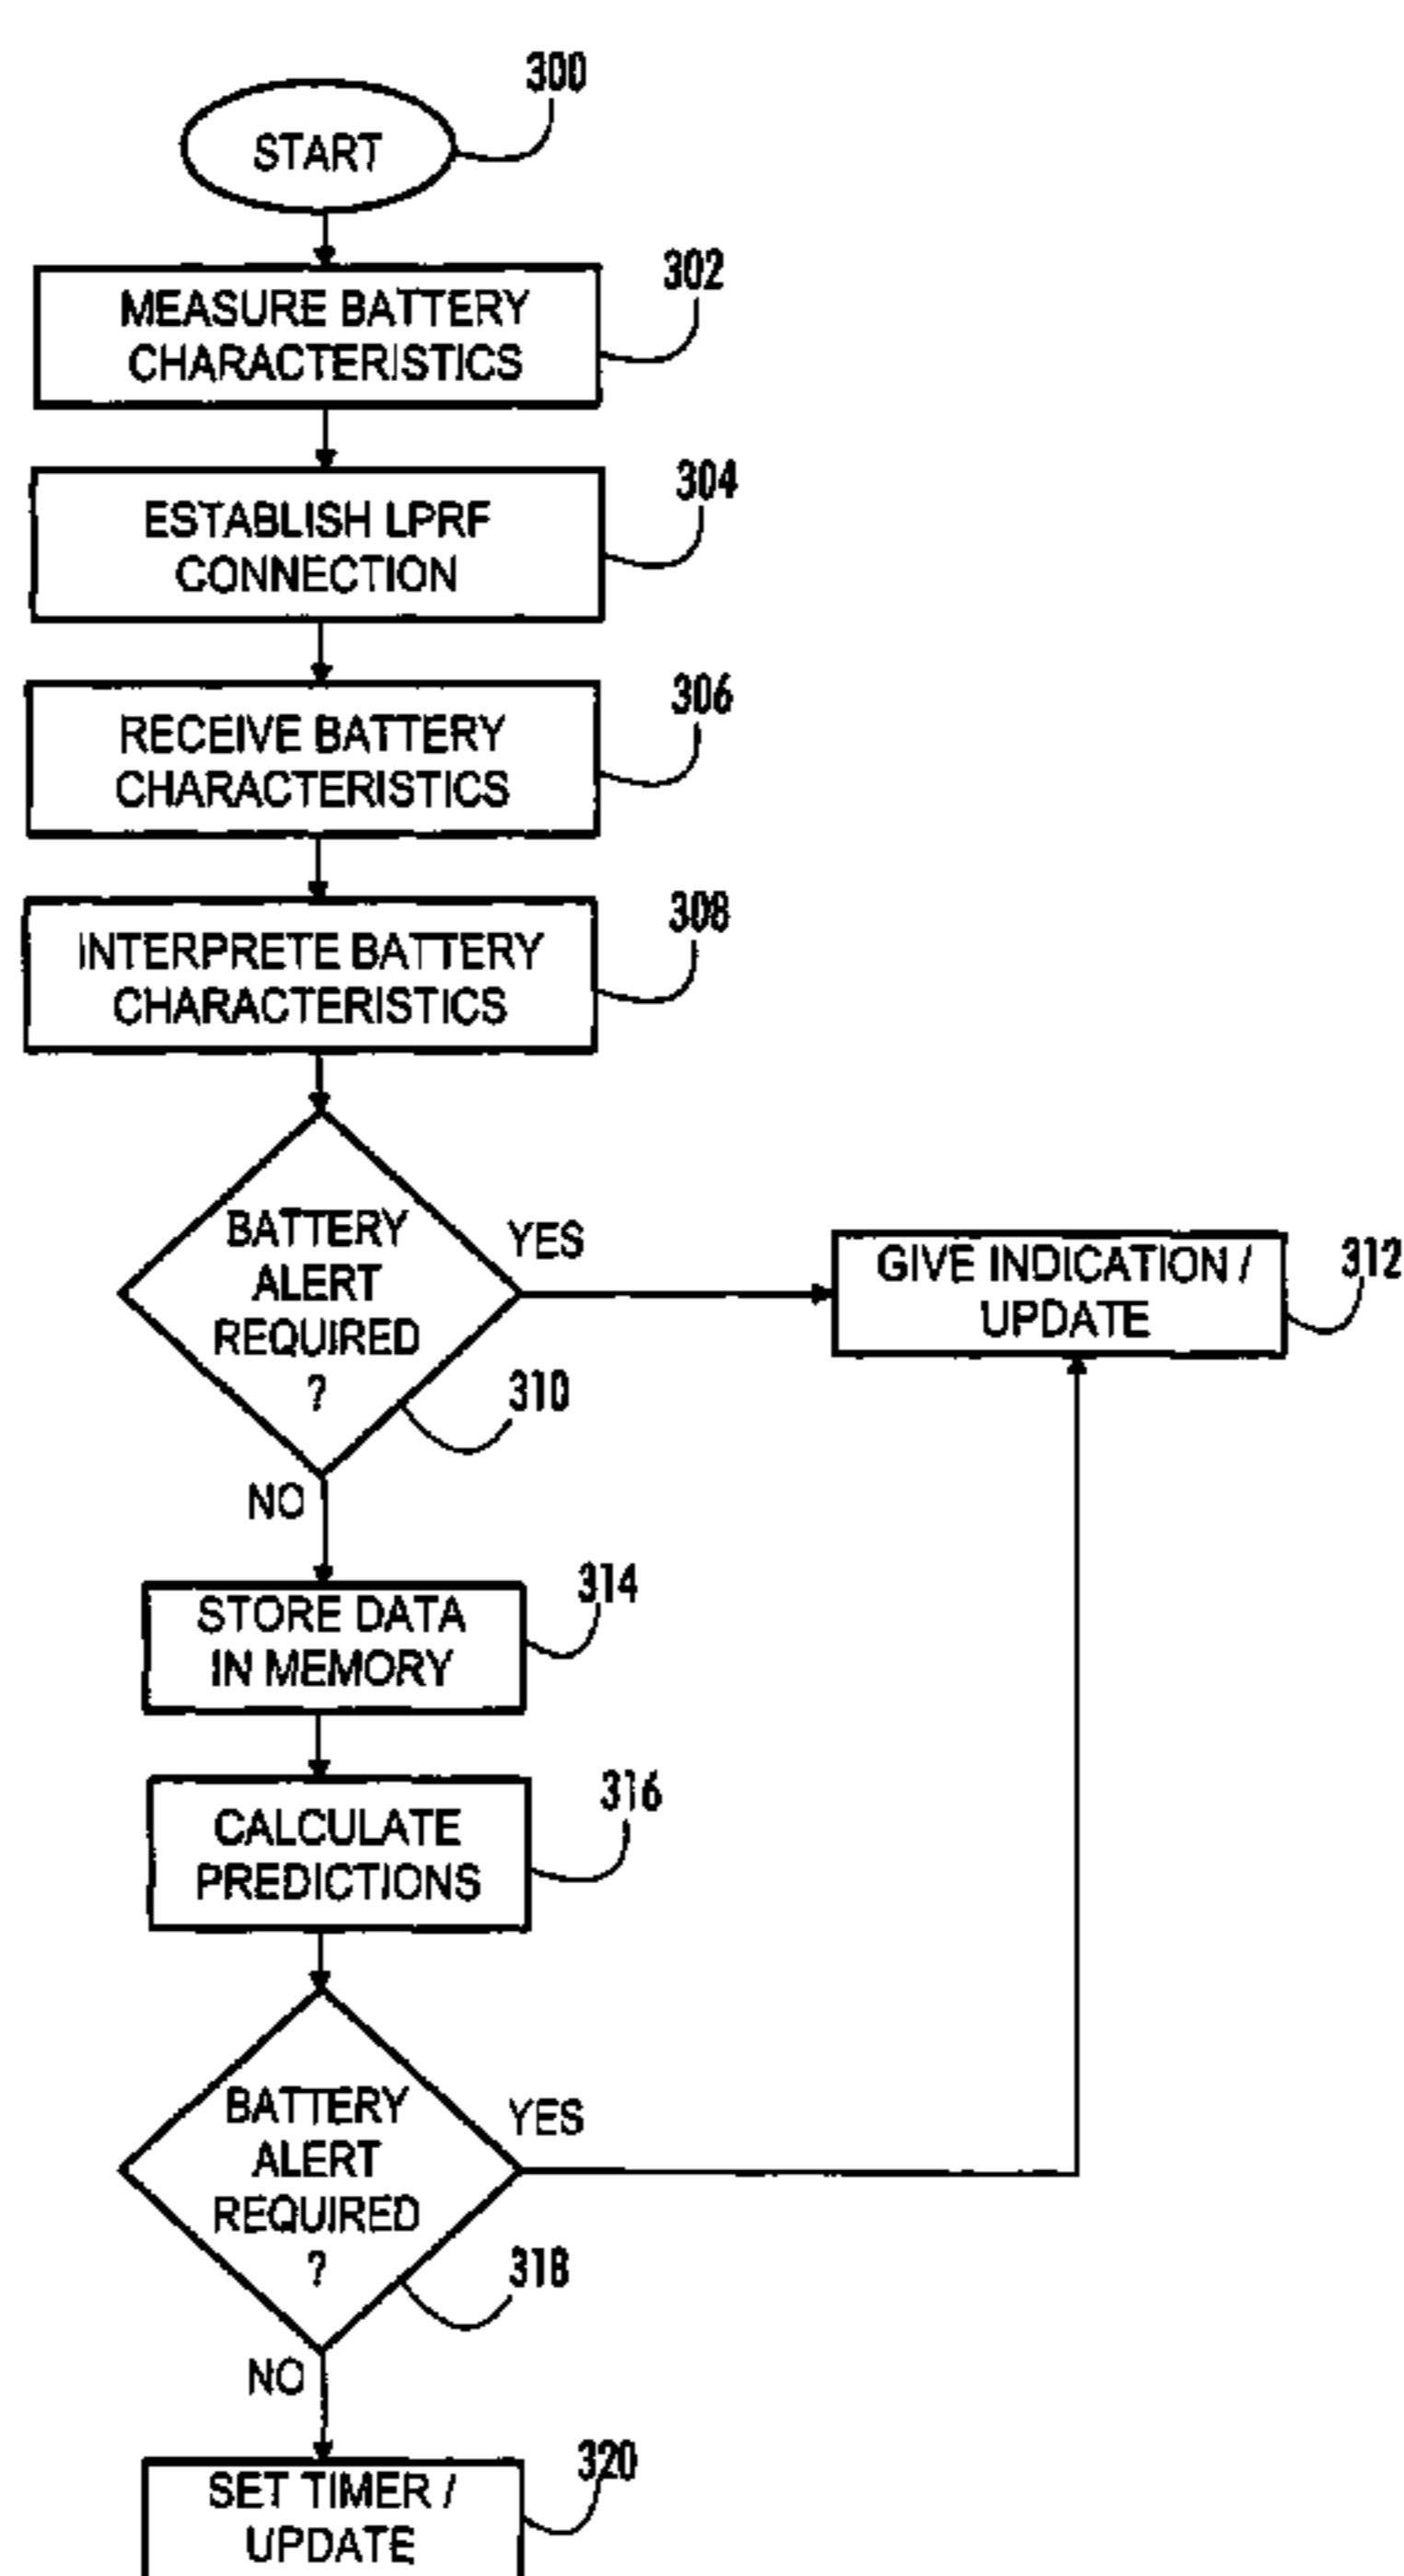 300
START
302
MEASURE BATTERY
CHARACTERISTICS
304
ESTABLISH LPRF
CONNECTION
306
RECEIVE BATTERY
CHARACTERISTICS
308
INTERPRETE BATTERY
CHARACTERISTICS
BATTERY
ALERT
REQUIRED
?
YES
310
GIVE INDICATION /
UPDATE
312
NO
314
STORE DATA
IN MEMORY
316
CALCULATE
PREDICTIONS
BATTERY
ALERT
REQUIRED
?
YES
318
NO
320
SET TIMER /
UPDATE